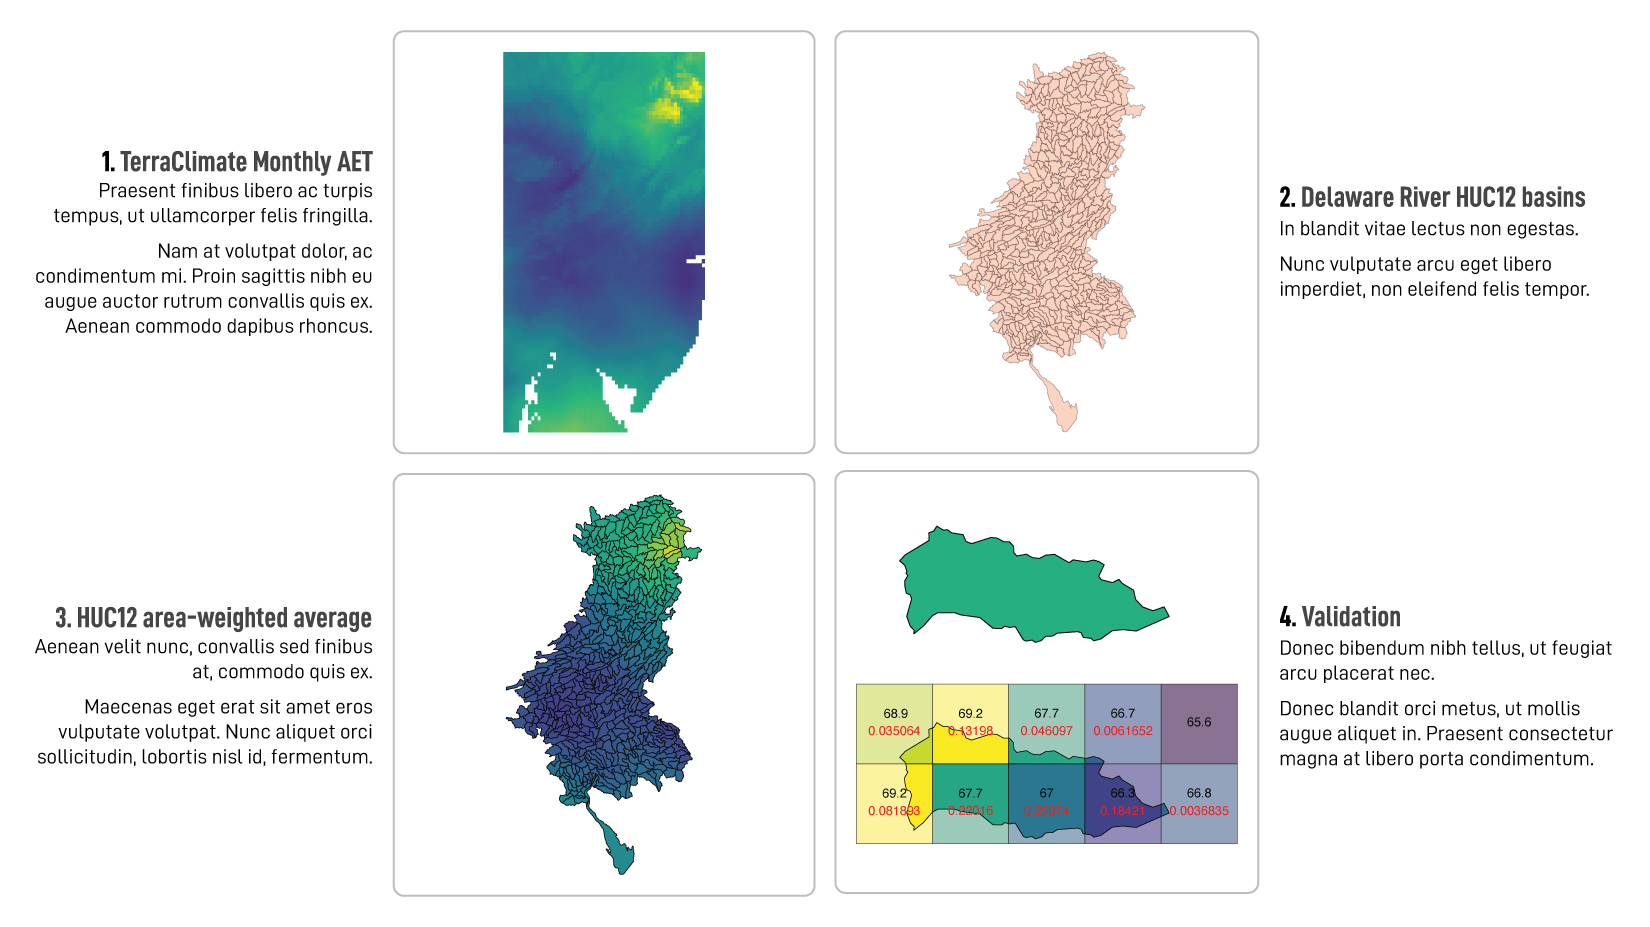 1. TerraClimate Monthly AET
Praesent finibus libero ac turpis
tempus, ut ullamcorper felis fringilla.
Nam at volutpat dolor, ac
condimentum mi. Proin sagittis nibh eu
augue auctor rutrum convallis quis ex.
Aenean commodo dapibus rhoncus.
2. Delaware River HUC12 basins
In blandit vitae lectus non egestas.
Nunc vulputate arcu eget libero
imperdiet, non eleifend felis tempor.
3. HUC12 area-weighted average
Aenean velit nunc, convallis sed finibus
at, commodo quis ex.
Maecenas eget erat sit amet eros
vulputate volutpat. Nunc aliquet orci
sollicitudin, lobortis nisl id, fermentum.
68.9 69.2 67.7 66.7 65.6
0.035064 0.13198 0.046097 0.0061652
69.2 67.7 67 66.3 66.8
0.081893 0.18421 0.0036835
4. Validation
Donec bibendum nibh tellus, ut feugiat
arcu placerat nec.
Donec blandit orci metus, ut mollis
augue aliquet in. Praesent consectetur
magna at libero porta condimentum.